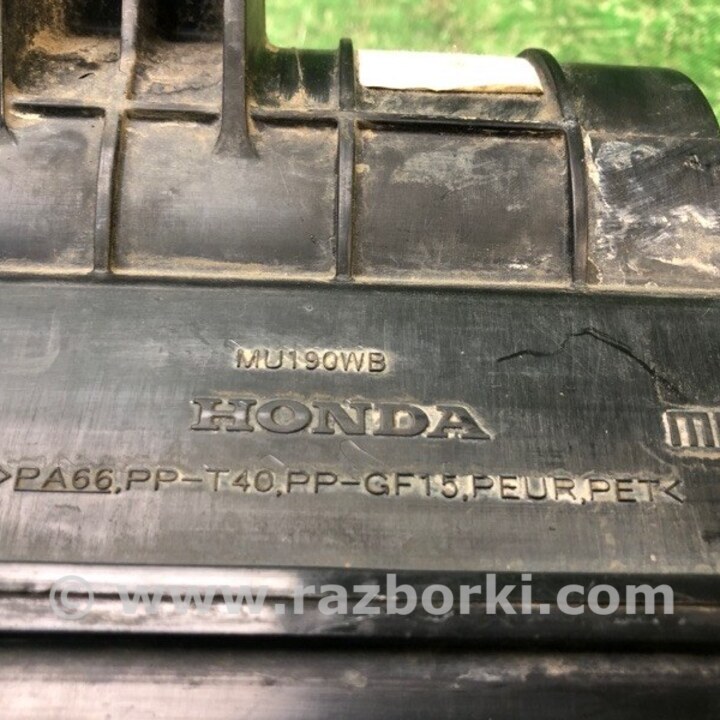 MU190WB
HONDA
>PA66,PP-T40,PP-GF15,PEUR,PET<
© www.razborki.com